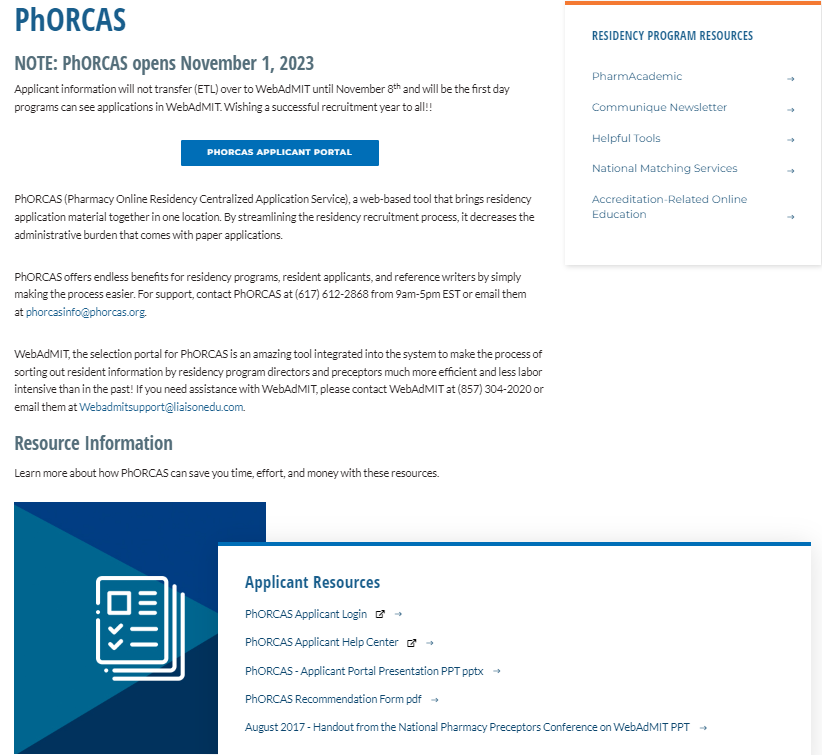 PhORCAS
NOTE: PhORCAS opens November 1, 2023
Applicant information will not transfer (ETL) over to WebAdMIT until November 8th and will be the first day
programs can see applications in WebAdMIT. Wishing a successful recruitment year to all!!
PHORCAS APPLICANT PORTAL
PhORCAS (Pharmacy Online Residency Centralized Application Service), a web-based tool that brings residency
application material together in one location. By streamlining the residency recruitment process, it decreases the
administrative burden that comes with paper applications.
PhORCAS offers endless benefits for residency programs, resident applicants, and reference writers by simply
making the process easier. For support, contact PhORCAS at (617) 612-2868 from 9am-5pm EST or email them
at phorcasinfo@phorcas.org.
WebAdMIT, the selection portal for PhORCAS is an amazing tool integrated into the system to make the process of
sorting out resident information by residency program directors and preceptors much more efficient and less labor
intensive than in the past! If you need assistance with WebAdMIT, please contact WebAdMIT at (857) 304-2020 or
email them at Webadmitsupport@liaisonedu.com.
Resource Information
Learn more about how PhORCAS can save you time, effort, and money with these resources.
Applicant Resources
PhORCAS Applicant Login →
PhORCAS Applicant Help Center →
PhORCAS - Applicant Portal Presentation PPT pptx →
PhORCAS Recommendation Form pdf →
August 2017 - Handout from the National Pharmacy Preceptors Conference on WebAdMIT PPT →
RESIDENCY PROGRAM RESOURCES
PharmAcademic →
Communique Newsletter →
Helpful Tools →
National Matching Services →
Accreditation-Related Online
Education →